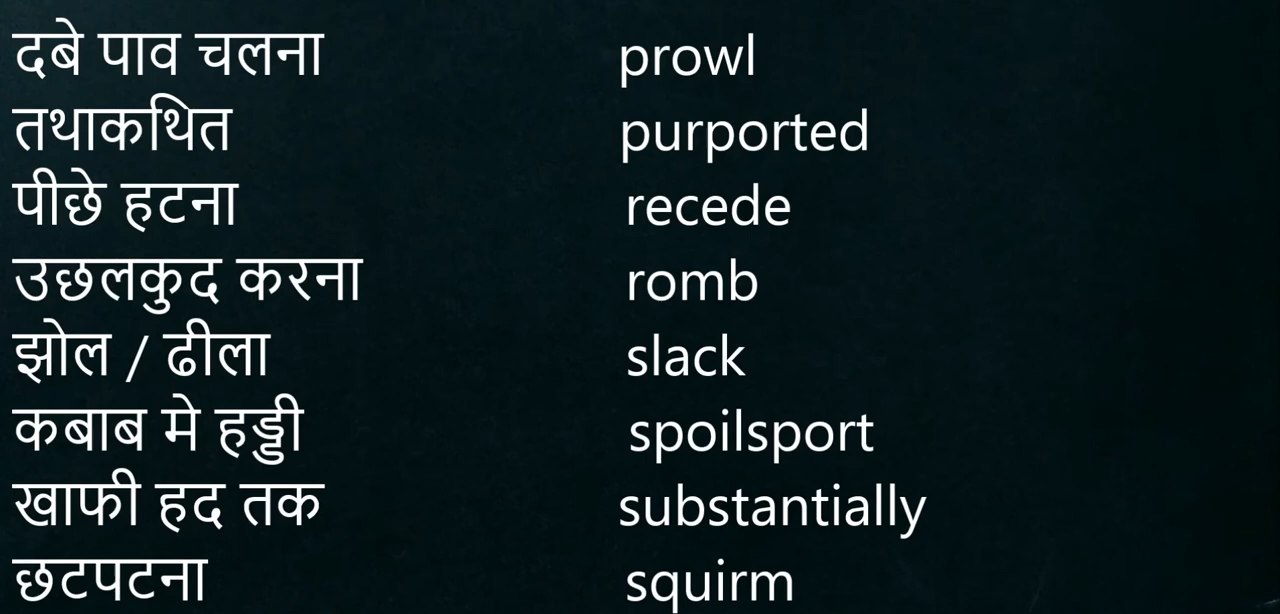 दबे पाव चलना prowl
तथाकथित purported
पीछे हटना recede
उछलकुद करना romb
झोल / ढीला slack
कबाब मे हड्डी spoilsport
खाफी हद तक substantially
छटपटना squirm